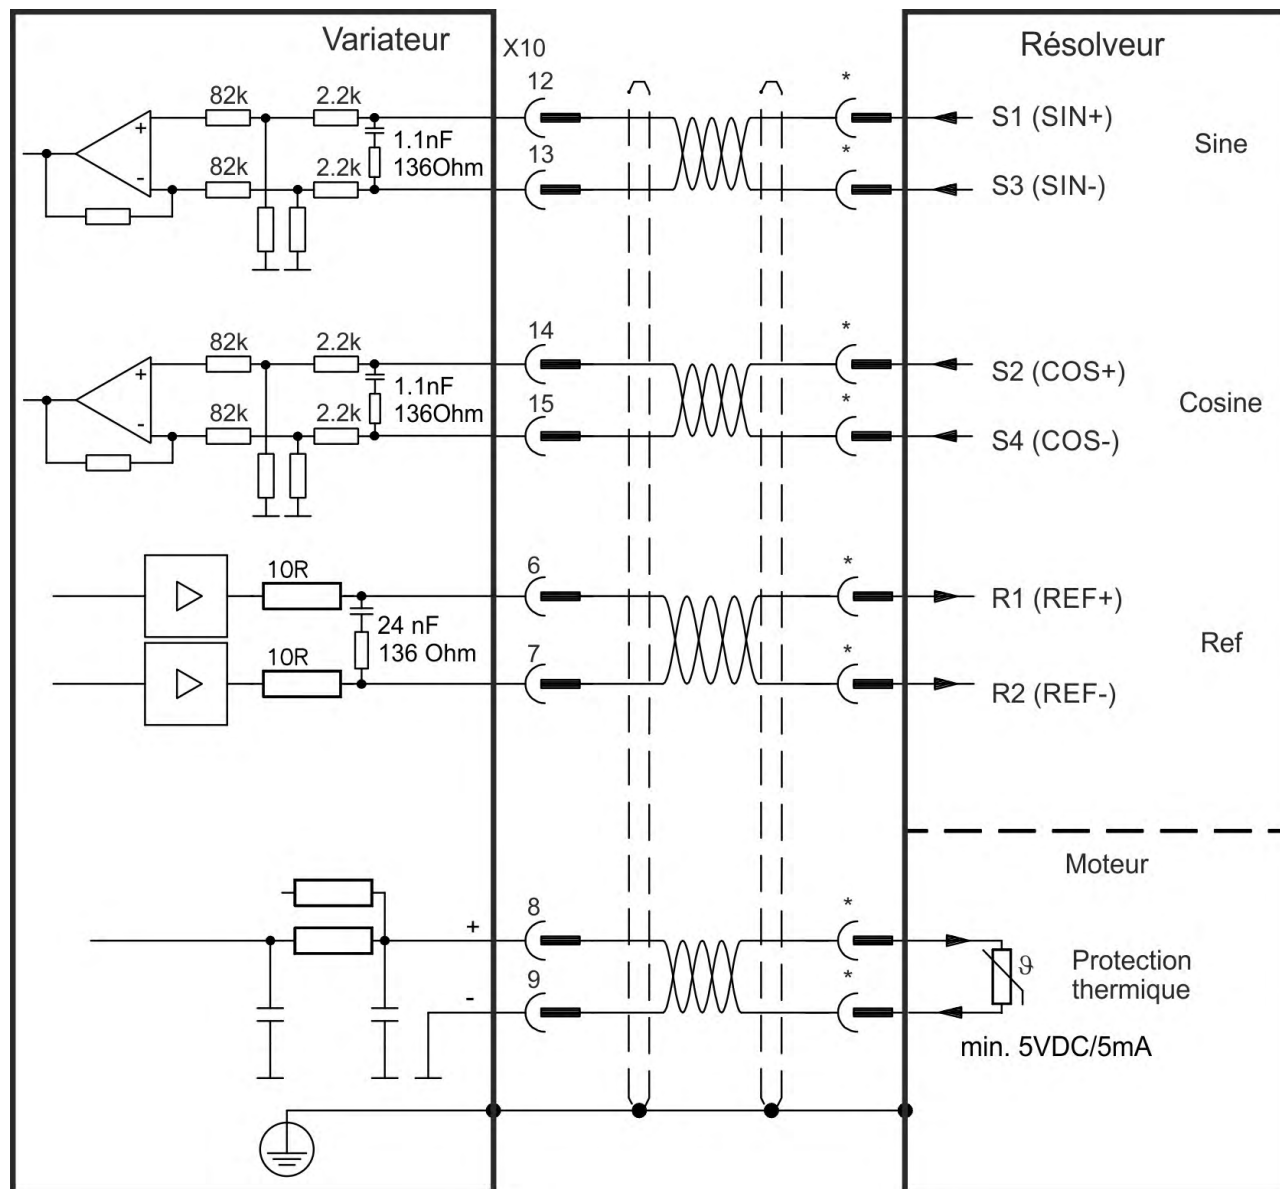 Variateur
X10
Résolveur
82k
2.2k
12
*
1.1nF
136Ohm
S1 (SIN+)
Sine
82k
2.2k
13
*
S3 (SIN-)
+
-
82k
2.2k
14
*
1.1nF
136Ohm
S2 (COS+)
Cosine
82k
2.2k
15
*
S4 (COS-)
+
-
10R
6
*
24 nF
136 Ohm
R1 (REF+)
Ref
10R
7
*
R2 (REF-)
Moteur
+
8
*
-
9
*
ϑ
Protection
thermique
min. 5VDC/5mA